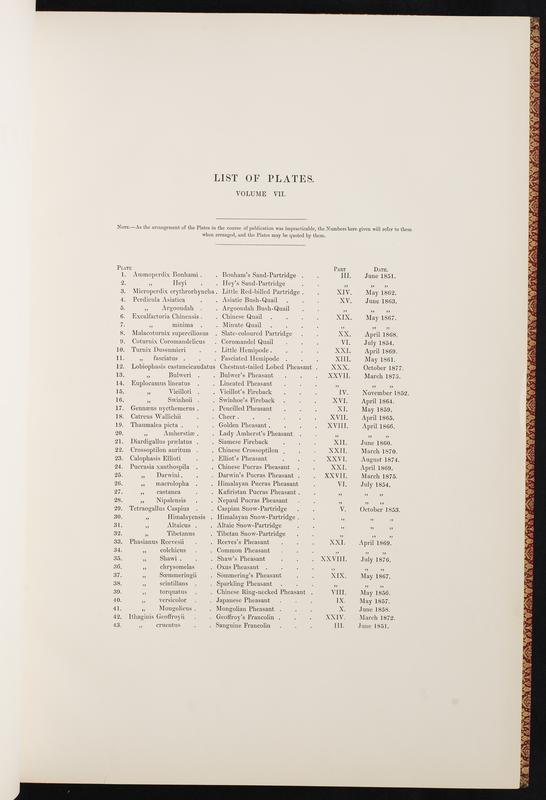 LIST OF PLATES.
VOLUME VII.
Note.—As the arrangement of the Plates in the course of publication was impracticable, the Numbers here given will refer to them
when arranged, and the Plates may be quoted by them.
Plate Part Date.
1. Ammoperdix Bonhami . . Bonham's Sand-Partridge . . III. June 1851.
2. „ Heyi . Hey's Sand-Partridge . „ „ „
3. Microperdix erythrorhyncha . Little Red-billed Partridge . . XIV. May 1862.
4. Perdicula Asiatica . . Asiatic Bush-Quail . . XV. June 1863.
5. „ Argoondah . . Argoondah Bush-Quail . . „ „ „
6. Excalfactoria Chinensis . . Chinese Quail . . . . XIX. May 1867.
7. „ minima . . Minute Quail . . . . „ „ „
8. Malacoturnix superciliosus . Slate-coloured Partridge . . XX. April 1868.
9. Coturnix Coromandelicus . Coromandel Quail . . VI. July 1854.
10. Turnix Dussumieri . . Little Hemipode . . . . XXI. April 1869.
11. „ fasciatus . . . Fasciated Hemipode . . . XIII. May 1861.
12. Lobiophasis castaneicaudatus Chestnut-tailed Lobed Pheasant . XXX. October 1877.
13. „ Bulweri . . Bulwer's Pheasant . . . XXVII. March 1875.
14. Euplocamus lineatus . . Lineated Pheasant . . . „ „ „
15. „ Vieilloti . . Vieillot's Fireback . . . IV. November 1852.
16. „ Swinhoii . . Swinhoe's Fireback . . . XVI. April 1864.
17. Gennæus nycthemerus . . Pencilled Pheasant . . . XI. May 1859.
18. Catreus Wallichii . . Cheer . . . . . XVII. April 1865.
19. Thaumalea picta . . . Golden Pheasant . . . . XVIII. April 1866.
20. „ Amherstiæ . . Lady Amherst's Pheasant . . „ „ „
21. Diardigallus prælatus . . Siamese Fireback . . . XII. June 1860.
22. Crossoptilon auritum . . Chinese Crossoptilon . . . XXII. March 1870.
23. Calophasis Ellioti . . Elliot's Pheasant . . . XXVI. August 1874.
24. Pucrasia xanthospila . . Chinese Pucras Pheasant . . XXI. April 1869.
25. „ Darwini . . . Darwin's Pucras Pheasant . . XXVII. March 1875.
26. „ macrolopha . . Himalayan Pucras Pheasant . VI. July 1854.
27. „ castanea . . Kafiristan Pucras Pheasant . . „ „ „
28. „ Nipalensis . . Nepaul Pucras Pheasant . . „ „ „
29. Tetraogallus Caspius . . Caspian Snow-Partridge . . V. October 1853.
30. „ Himalayensis . Himalayan Snow-Partridge . . „ „ „
31. „ Altaicus . . Altaic Snow-Partridge . . „ „ „
32. „ Tibetanus . Tibetan Snow-Partridge . . „ „ „
33. Phasianus Reevesii . . Reeves's Pheasant . . . XXI. April 1869.
34. „ colchicus . . Common Pheasant . . . „ „ „
35. „ Shawi . . . Shaw's Pheasant . . . XXVIII. July 1876.
36. „ chrysomelas . Oxus Pheasant . . . „ „ „
37. „ Sœmmeringii . Sœmmering's Pheasant . . XIX. May 1867.
38. „ scintillans . . Sparkling Pheasant . . . „ „ „
39. „ torquatus . . Chinese Ring-necked Pheasant . VIII. May 1856.
40. „ versicolor . . Japanese Pheasant . . . IX. May 1857.
41. „ Mongolicus . . Mongolian Pheasant . . . X. June 1858.
42. Ithaginis Geoffroyii . . Geoffroy's Francolin . . . XXIV. March 1872.
43. „ cruentus . . Sanguine Francolin . . . III. June 1851.